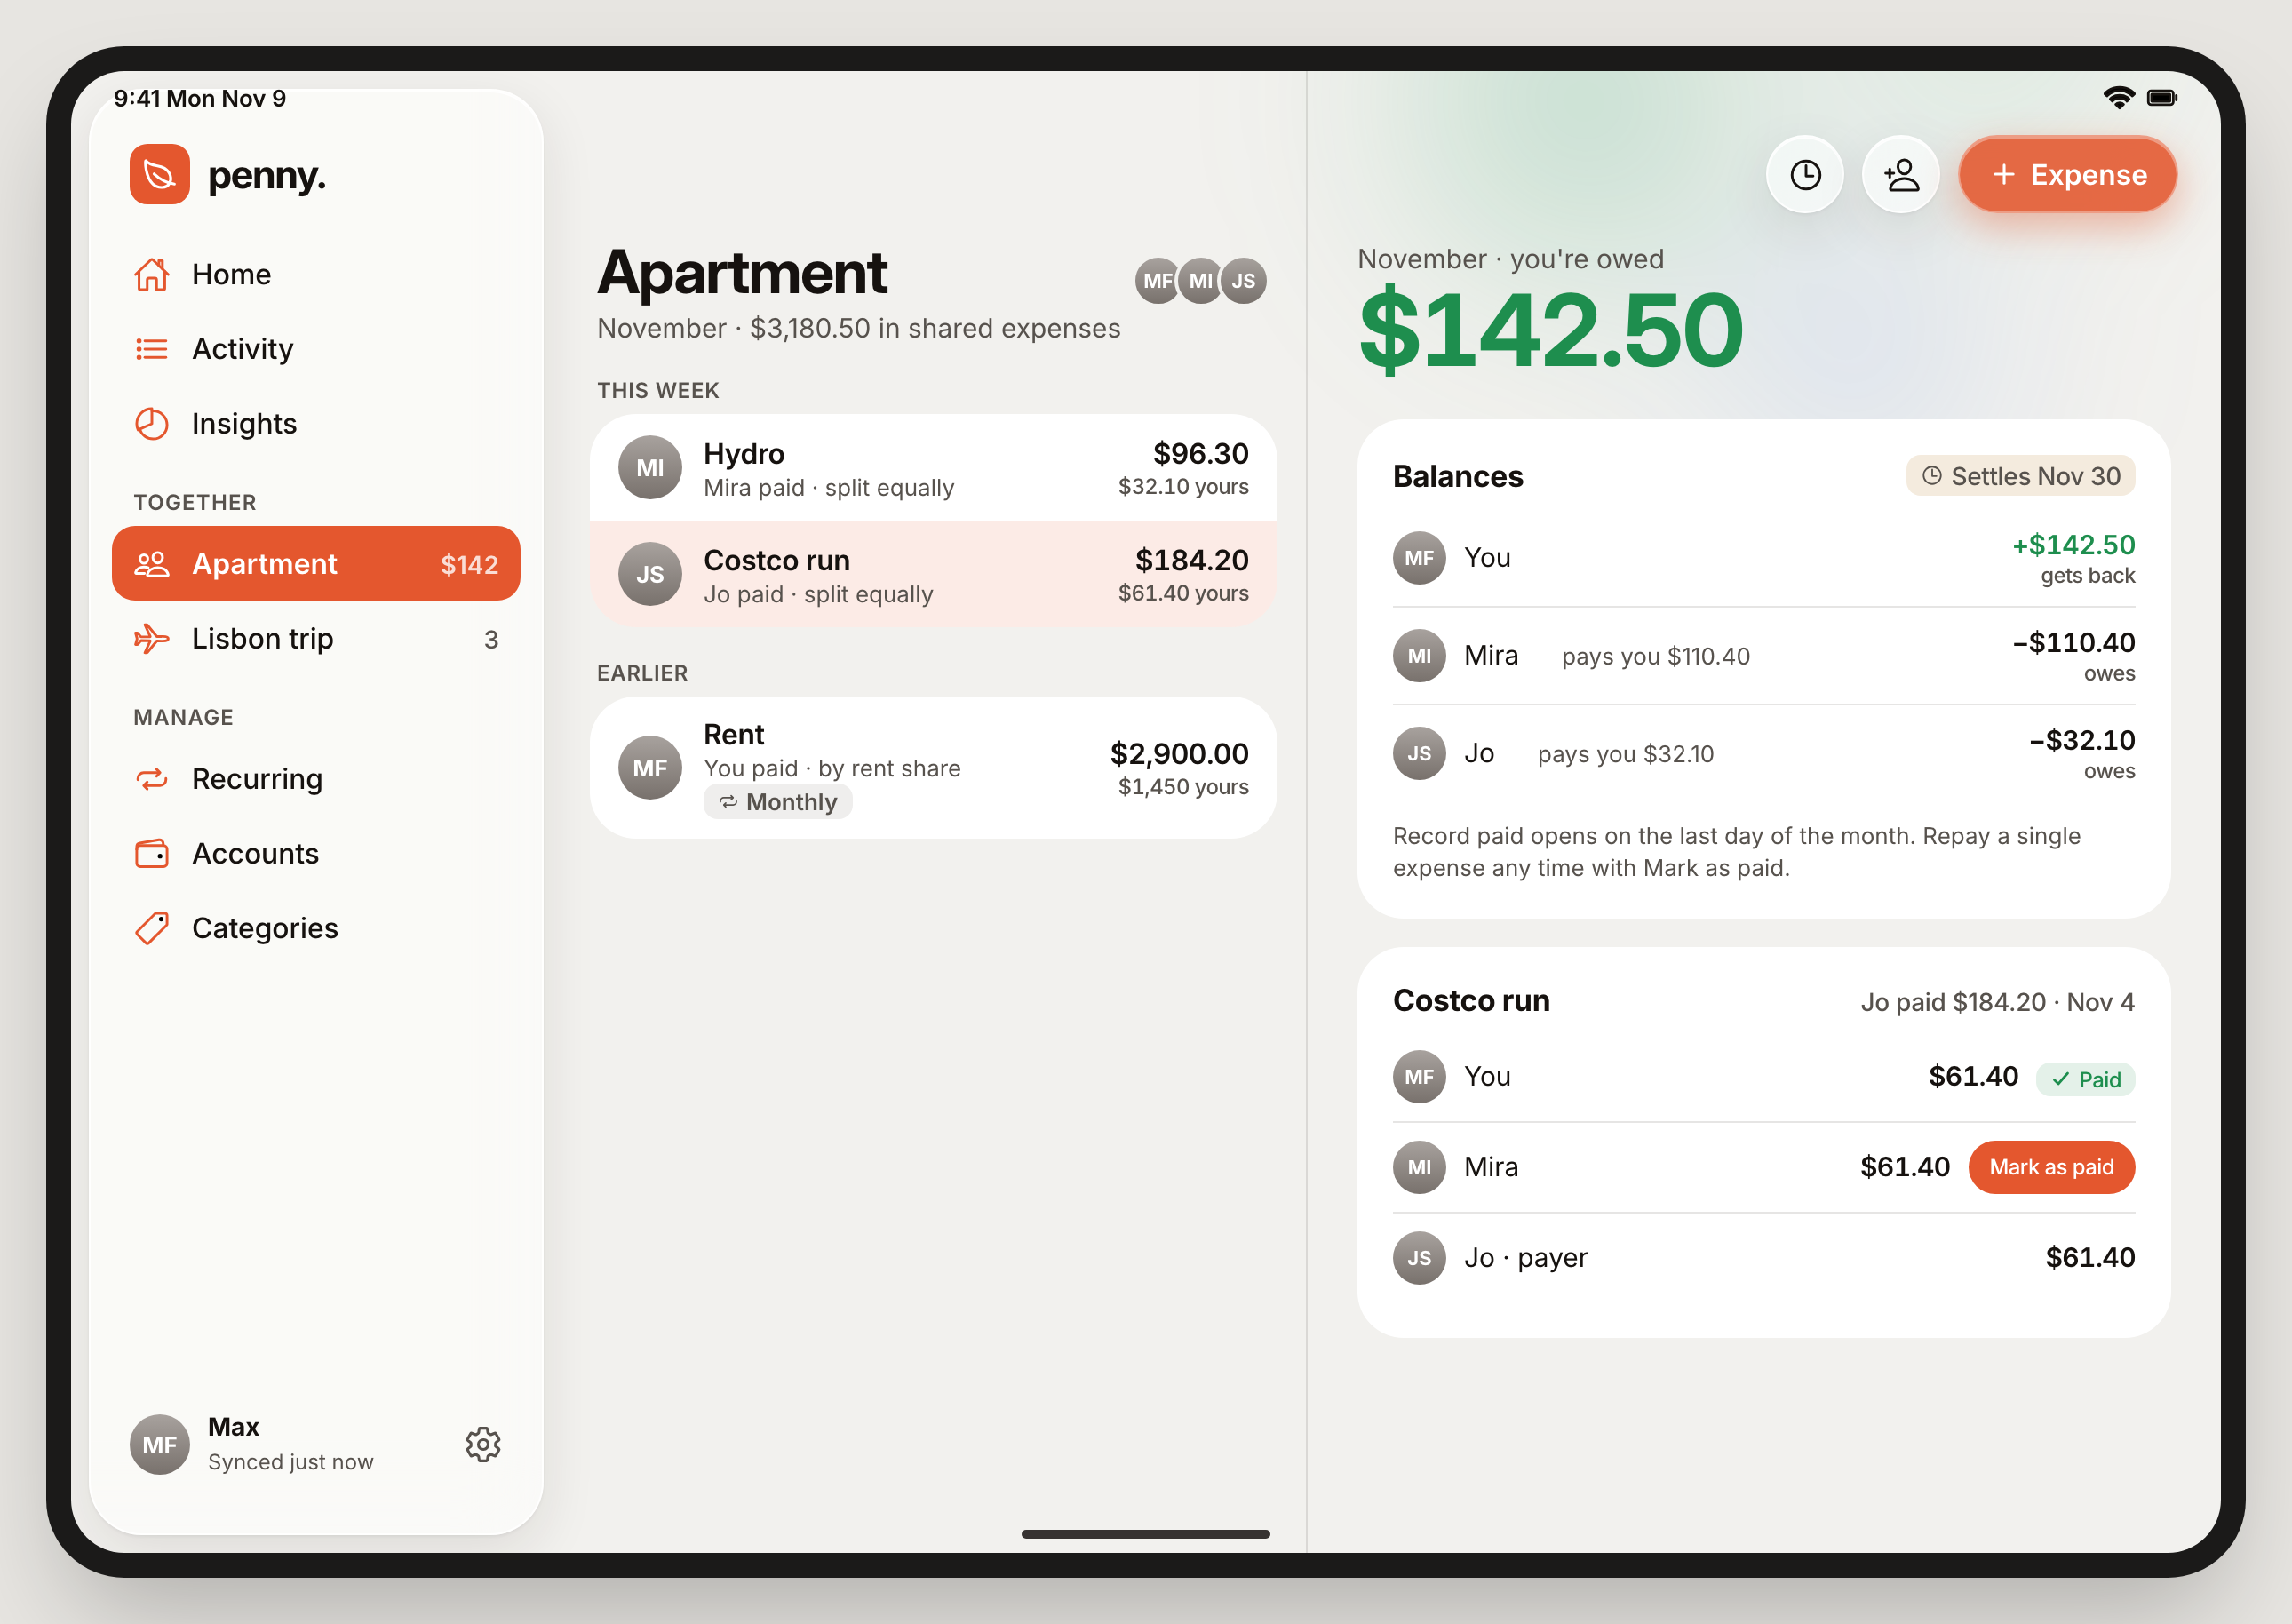 9:41 Mon Nov 9
penny.
Home
Activity
Insights
TOGETHER
Apartment $142
Lisbon trip 3
MANAGE
Recurring
Accounts
Categories
MF
Max
Synced just now
Apartment
MF MI JS
November · $3,180.50 in shared expenses
THIS WEEK
MI
Hydro $96.30
Mira paid · split equally $32.10 yours
JS
Costco run $184.20
Jo paid · split equally $61.40 yours
EARLIER
MF
Rent $2,900.00
You paid · by rent share $1,450 yours
Monthly
+ Expense
November · you're owed
$142.50
Balances Settles Nov 30
MF You +$142.50
gets back
MI Mira pays you $110.40 −$110.40
owes
JS Jo pays you $32.10 −$32.10
owes
Record paid opens on the last day of the month. Repay a single
expense any time with Mark as paid.
Costco run Jo paid $184.20 · Nov 4
MF You $61.40 Paid
MI Mira $61.40 Mark as paid
JS Jo · payer $61.40